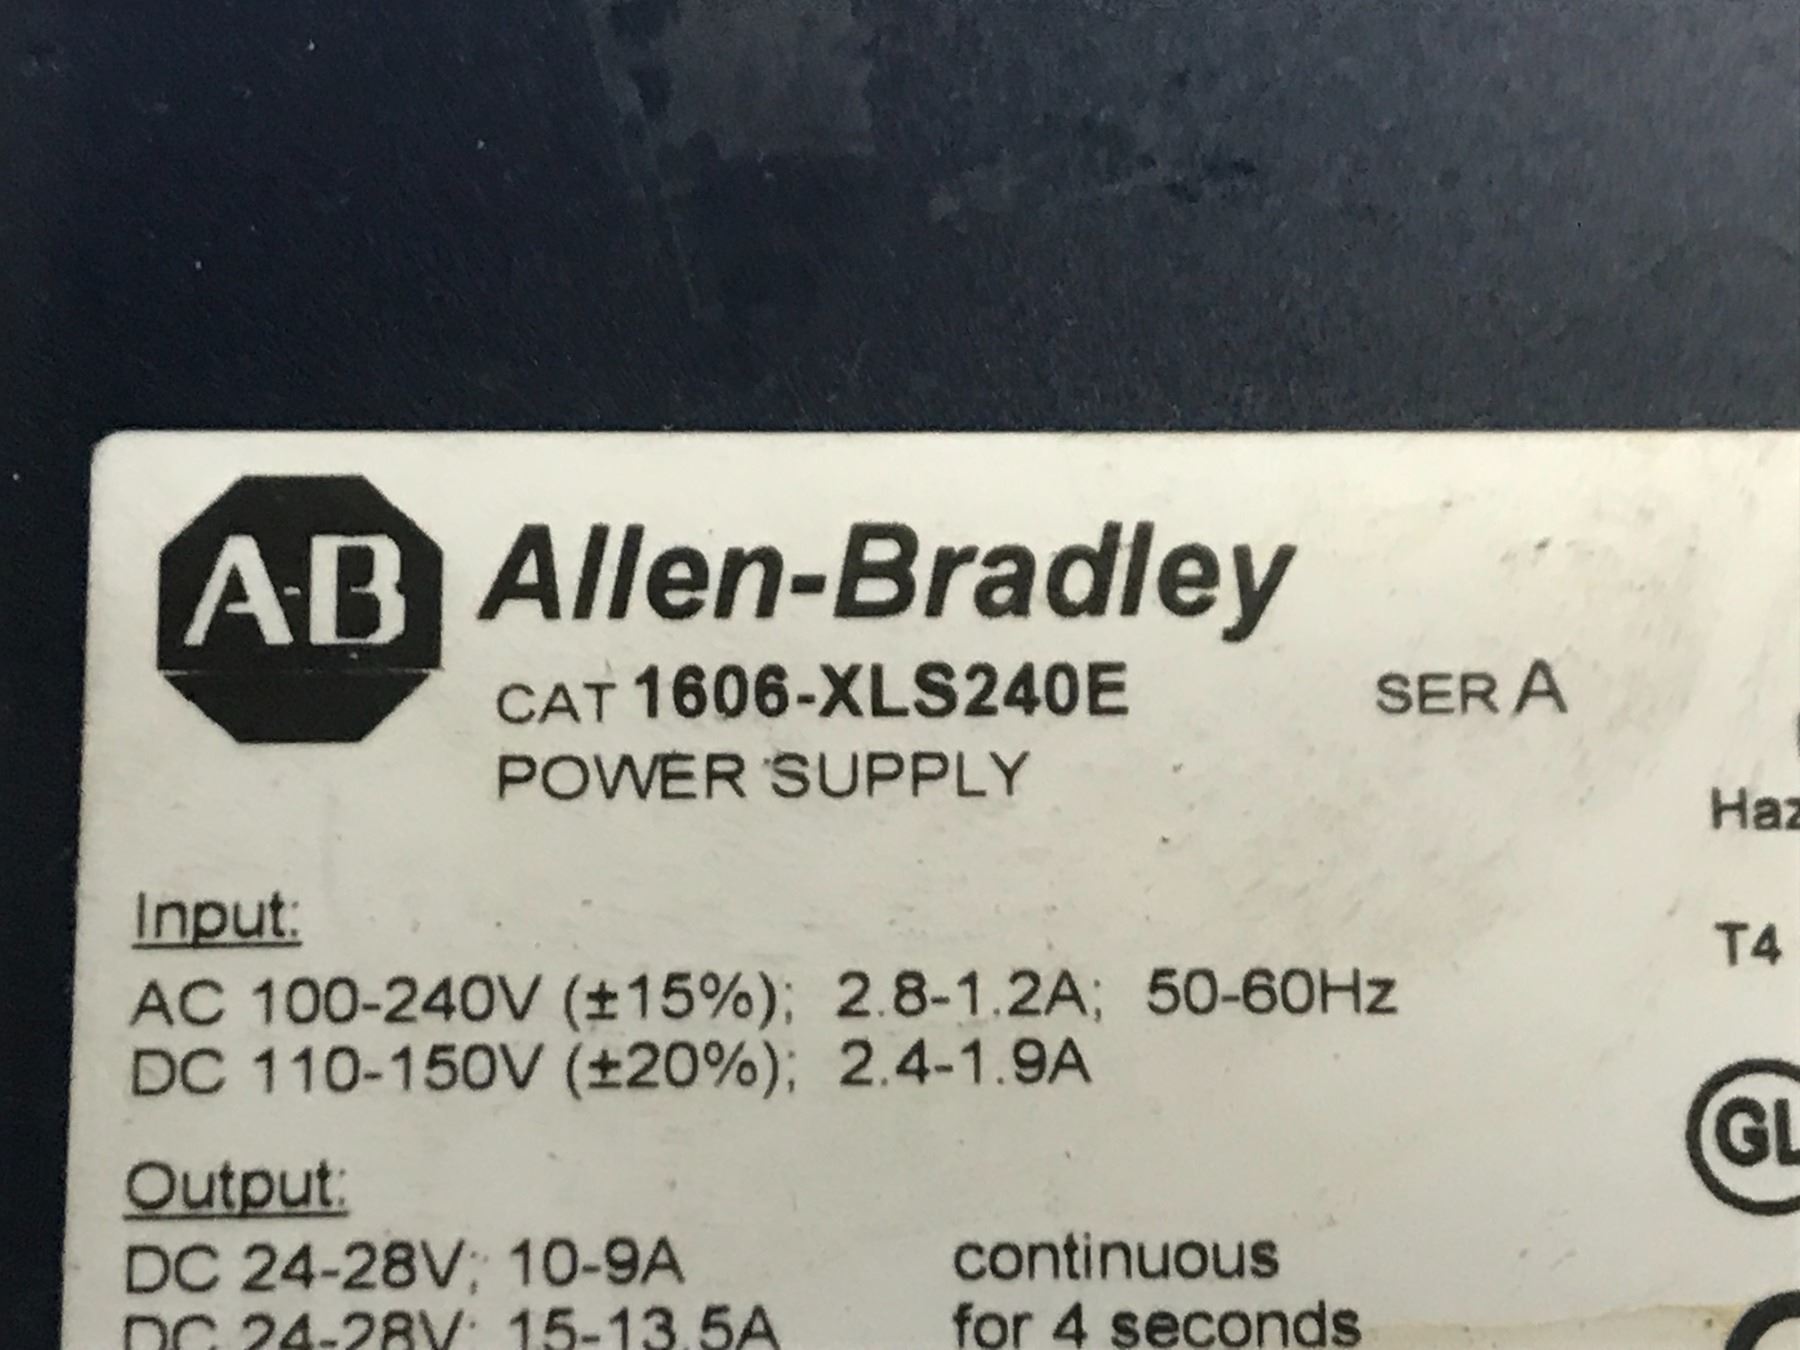 A-B Allen-Bradley
CAT 1606-XLS240E SER A
POWER SUPPLY
Haz
Input:
T4
AC 100-240V (±15%); 2.8-1.2A; 50-60Hz
DC 110-150V (±20%); 2.4-1.9A
GL
Output:
DC 24-28V; 10-9A continuous
DC 24-28V; 15-13.5A for 4 seconds